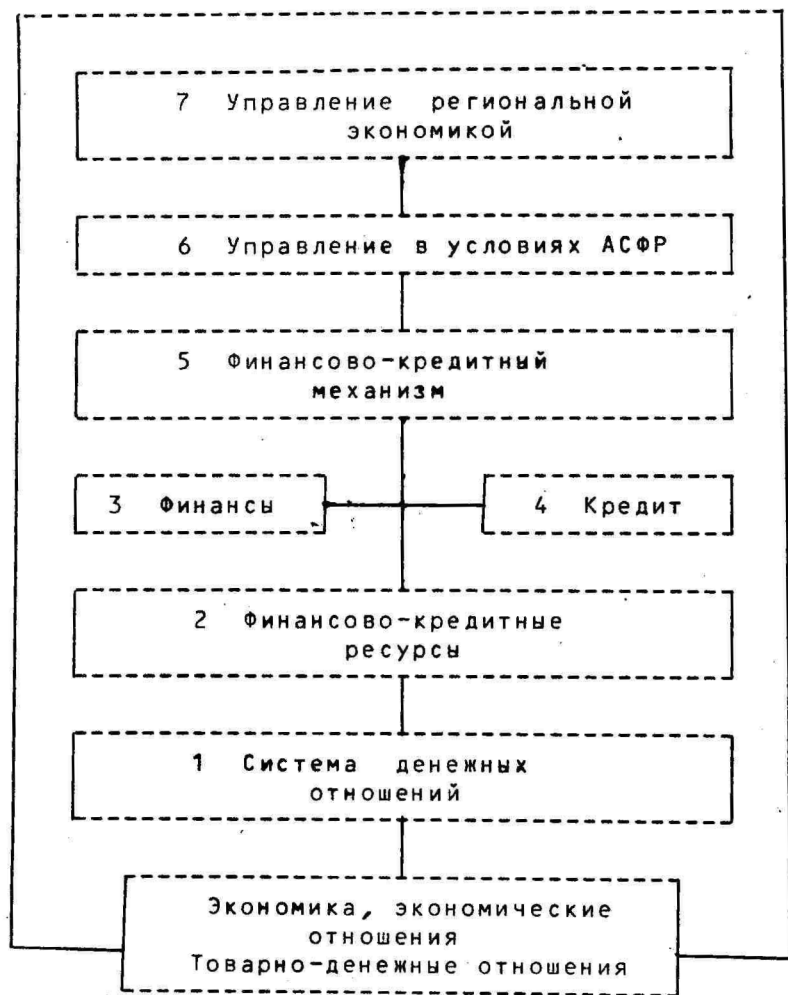 7 Управление региональной
экономикой
6 Управление в условиях АСФР
5 Финансово-кредитный
механизм
3 Финансы
4 Кредит
2 Финансово-кредитные
ресурсы
1 Система денежных
отношений
Экономика, экономические
отношения
Товарно-денежные отношения